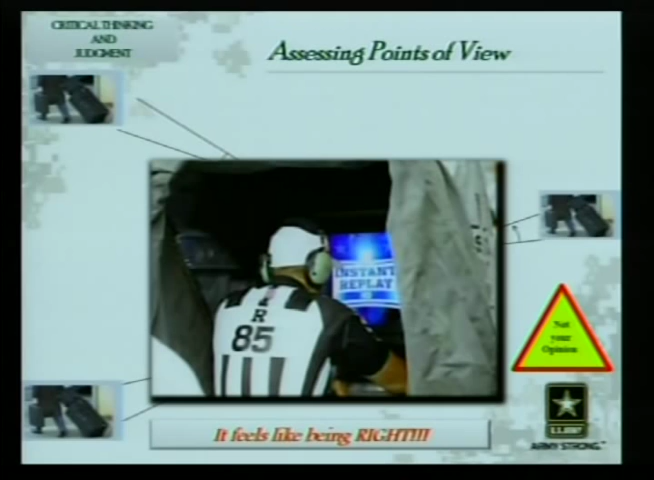 CRITICAL THINKING
AND
JUDGMENT
Assessing Points of View
INSTANT
REPLAY
R
85
Not
your
Opinion
It feels like being RIGHT!!!
U.S. ARMY
ARMY STRONG.